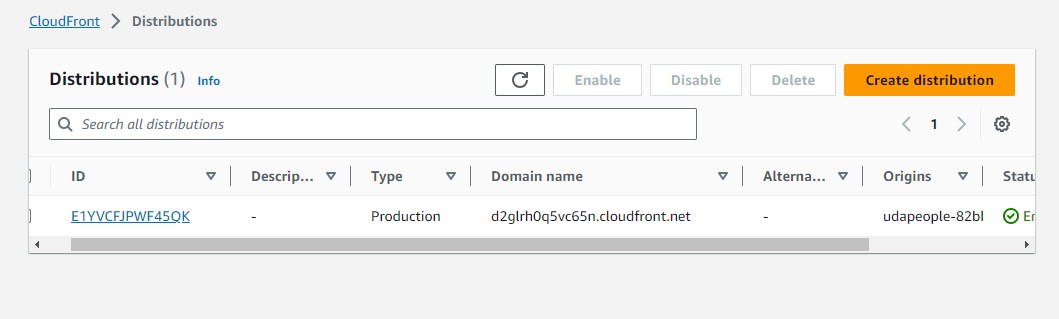 CloudFront > Distributions
Distributions (1) Info Enable Disable Delete Create distribution
Search all distributions 1
ID Descrip... Type Domain name Alterna... Origins Statu
E1YVCFJPWF45QK - Production d2glrh0q5vc65n.cloudfront.net - udapeople-82bl En